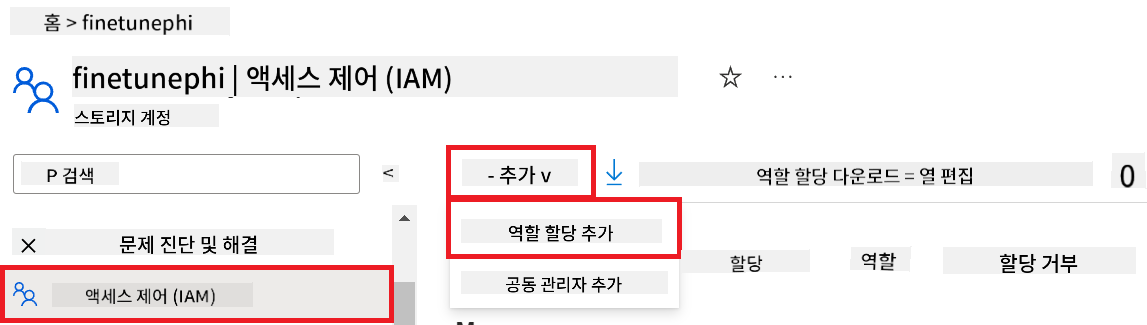 홈 > finetunephi
finetunephi | 액세스 제어 (IAM)
스토리지 계정
P 검색
<
- 추가 v
역할 할당 다운로드 = 열 편집
0
역할 할당 추가
문제 진단 및 해결
할당
역할
할당 거부
공동 관리자 추가
액세스 제어 (IAM)